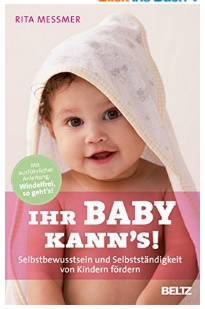 RITA MESSMER
Mit
ausführlicher
Anleitung:
Windelfrei,
so geht's!
IHR BABY
KANN'S!
Selbstbewusstsein und Selbstständigkeit
von Kindern fördern
BELTZ